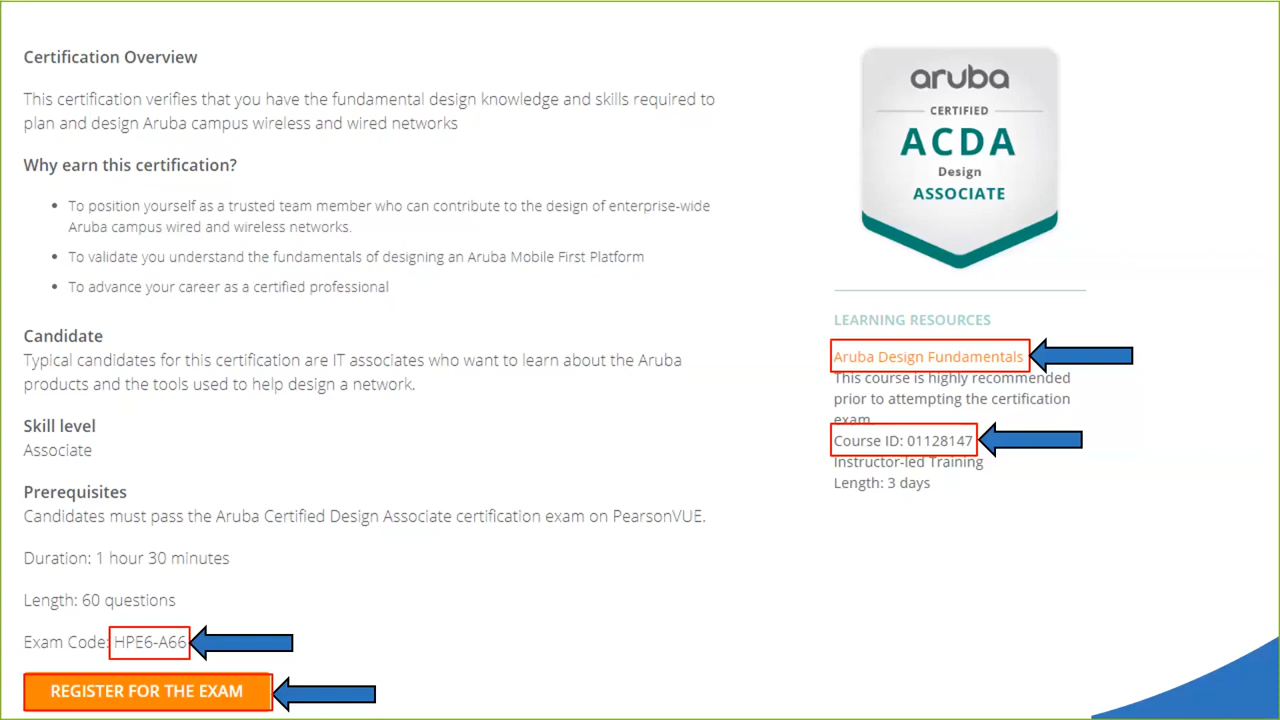 Certification Overview
This certification verifies that you have the fundamental design knowledge and skills required to
plan and design Aruba campus wireless and wired networks
Why earn this certification?
• To position yourself as a trusted team member who can contribute to the design of enterprise-wide
Aruba campus wired and wireless networks.
• To validate you understand the fundamentals of designing an Aruba Mobile First Platform
• To advance your career as a certified professional
Candidate
Typical candidates for this certification are IT associates who want to learn about the Aruba
products and the tools used to help design a network.
Skill level
Associate
Prerequisites
Candidates must pass the Aruba Certified Design Associate certification exam on PearsonVUE.
Duration: 1 hour 30 minutes
Length: 60 questions
Exam Code: HPE6-A66
REGISTER FOR THE EXAM
aruba
CERTIFIED
ACDA
Design
ASSOCIATE
LEARNING RESOURCES
Aruba Design Fundamentals
This course is highly recommended
prior to attempting the certification
exam.
Course ID: 01128147
Instructor-led Training
Length: 3 days